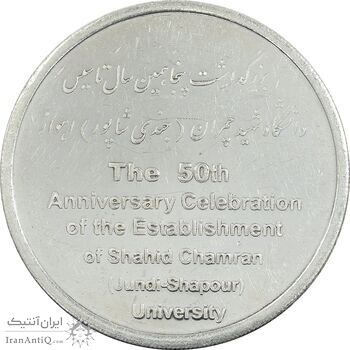 بزرگداشت پنجاهمین سال تاسیس
دانشگاه شهید چمران (جندی شاپور) اهواز
The 50th
Anniversary Celebration
of the Establishment
of Shahid Chamran
(Jundi-Shapour)
University
ایران آنتیک
IranAntiQ.com